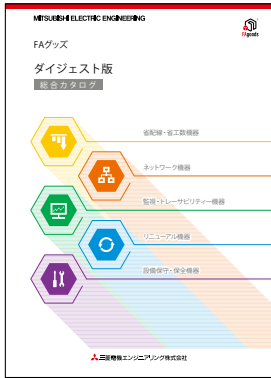 MITSUBISHI ELECTRIC ENGINEERING
FAgoods
FAグッズ
ダイジェスト版
総合カタログ
省配線・省工数機器
ネットワーク機器
監視・トレーサビリティー機器
リニューアル機器
設備保守・保全機器
三菱電機エンジニアリング株式会社